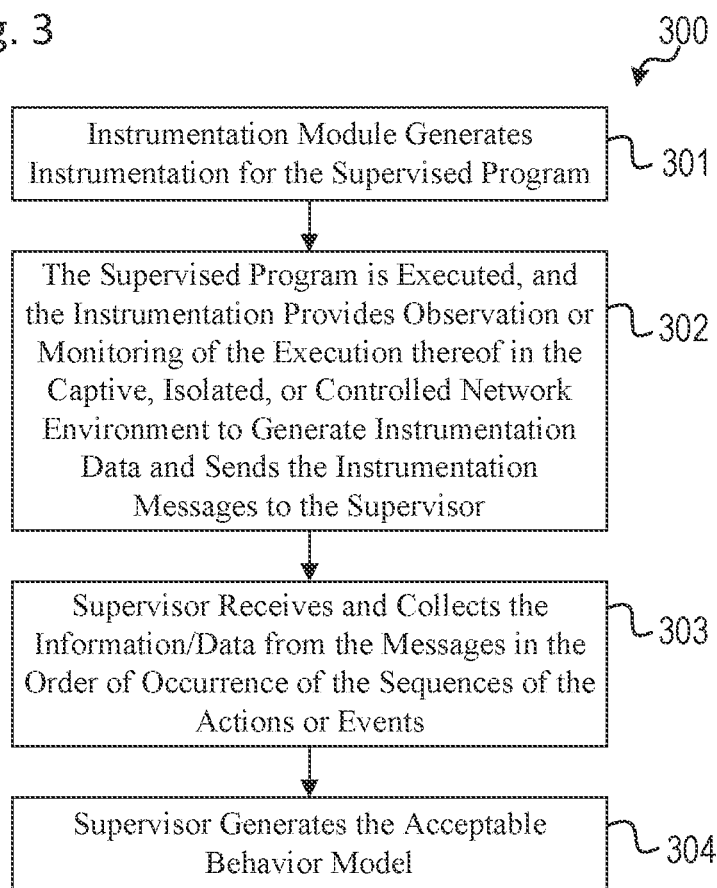 g. 3
300
Instrumentation Module Generates
Instrumentation for the Supervised Program
301
The Supervised Program is Executed, and
the Instrumentation Provides Observation or
Monitoring of the Execution thereof in the
Captive, Isolated, or Controlled Network
Environment to Generate Instrumentation
Data and Sends the Instrumentation
Messages to the Supervisor
302
Supervisor Receives and Collects the
Information/Data from the Messages in the
Order of Occurrence of the Sequences of the
Actions or Events
303
Supervisor Generates the Acceptable
Behavior Model
304